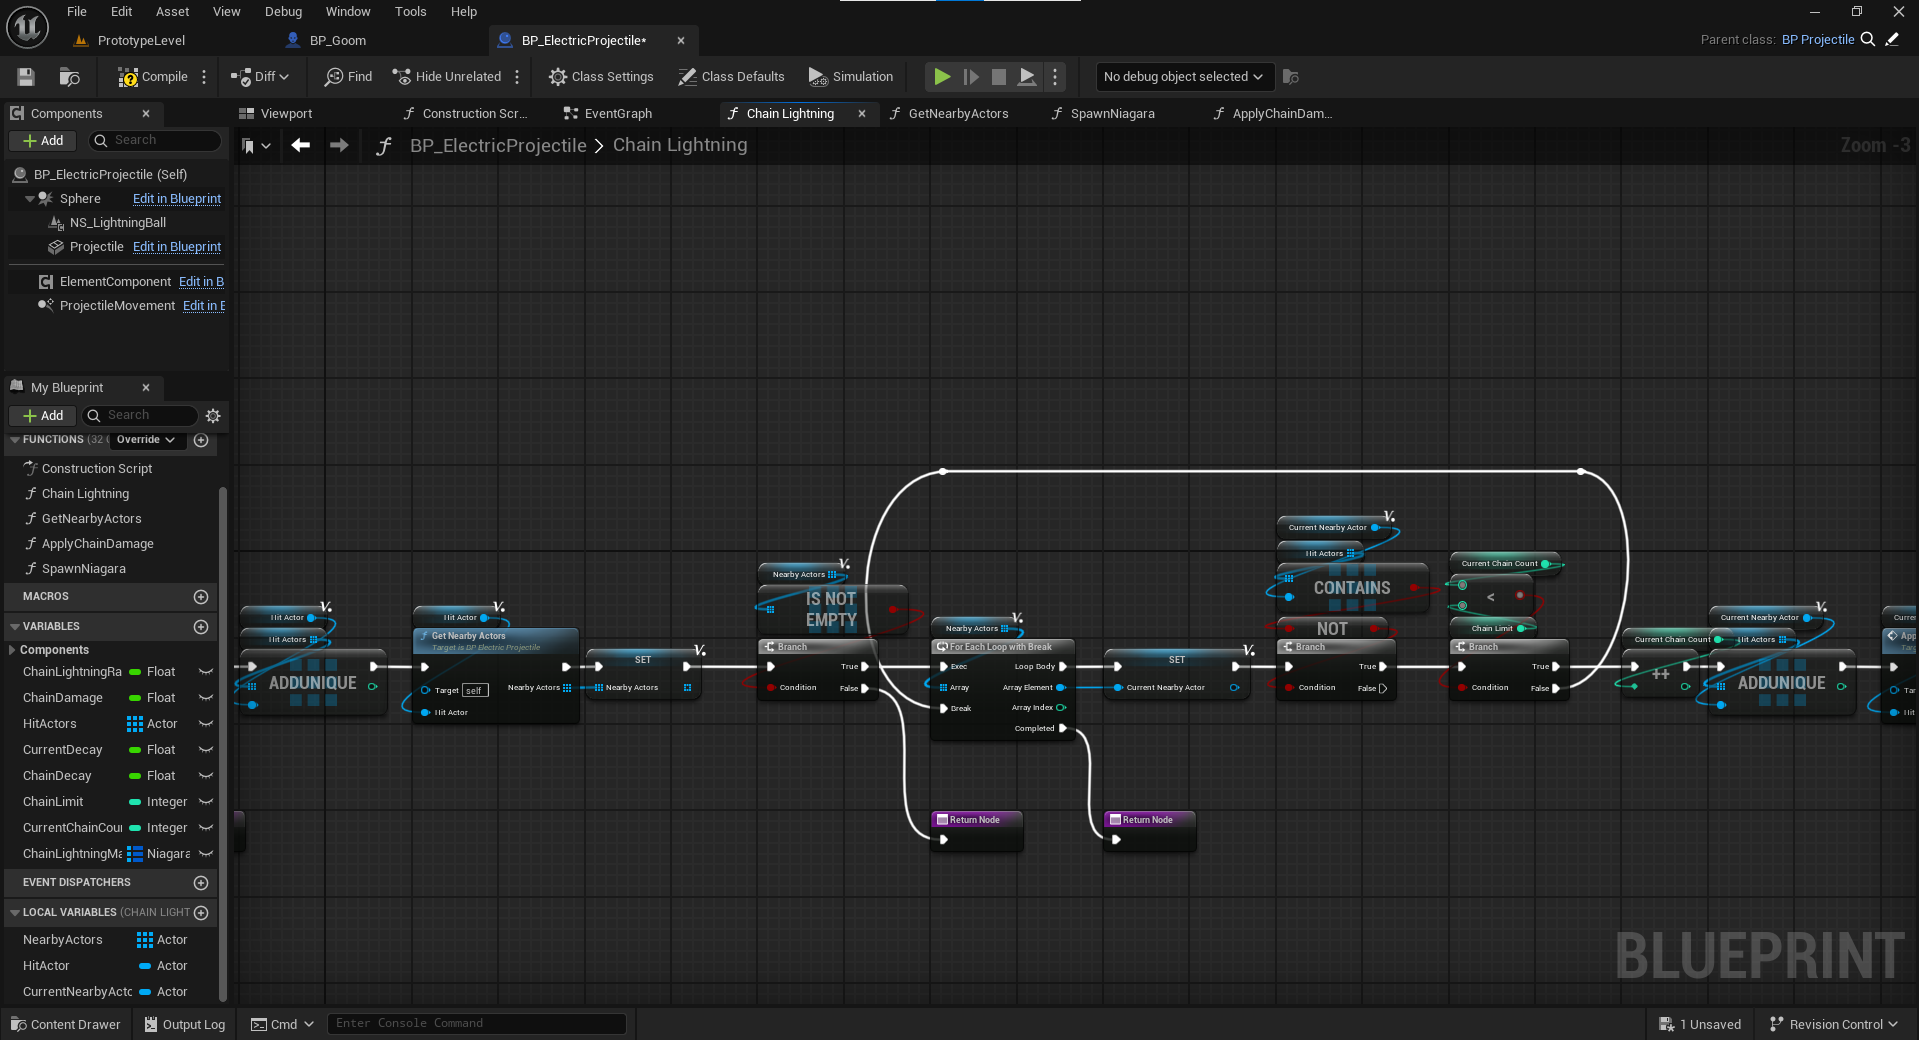 File Edit Asset View Debug Window Tools Help
PrototypeLevel BP_Goom BP_ElectricProjectile*
Parent class: BP Projectile
Compile Diff Find Hide Unrelated Class Settings Class Defaults Simulation No debug object selected
Components
Viewport Construction Scr... EventGraph Chain Lightning GetNearbyActors SpawnNiagara ApplyChainDam...
Add Search
BP_ElectricProjectile > Chain Lightning
Zoom -3
BP_ElectricProjectile (Self)
Sphere Edit in Blueprint
NS_LightningBall
Projectile Edit in Blueprint
ElementComponent Edit in B
ProjectileMovement Edit in E
My Blueprint
Add Search
FUNCTIONS (32 Override
Construction Script
Chain Lightning
GetNearbyActors
ApplyChainDamage
SpawnNiagara
MACROS
VARIABLES
Components
ChainLightningRa Float
ChainDamage Float
HitActors Actor
CurrentDecay Float
ChainDecay Float
ChainLimit Integer
CurrentChainCou Integer
ChainLightningMa Niagara
EVENT DISPATCHERS
LOCAL VARIABLES (CHAIN LIGHT
NearbyActors Actor
HitActor Actor
CurrentNearbyActo Actor
Hit Actor
Hit Actors
ADDUNIQUE
Hit Actor
Get Nearby Actors
Target is BP Electric Projectile
Target self
Nearby Actors
Hit Actor
SET
Nearby Actors
Nearby Actors
IS NOT
EMPTY
Branch
True
Condition False
Nearby Actors
For Each Loop with Break
Exec Loop Body
Array Array Element
Array Index
Break
Completed
Return Node
Return Node
SET
Current Nearby Actor
Current Nearby Actor
Hit Actors
CONTAINS
NOT
Branch
True
Condition False
Current Chain Count
<
Chain Limit
Branch
True
Condition False
Current Chain Count
++
Current Nearby Actor
Hit Actors
ADDUNIQUE
Curren
App
Targe
Ta
Hit
BLUEPRINT
Content Drawer Output Log Cmd Enter Console Command 1 Unsaved Revision Control